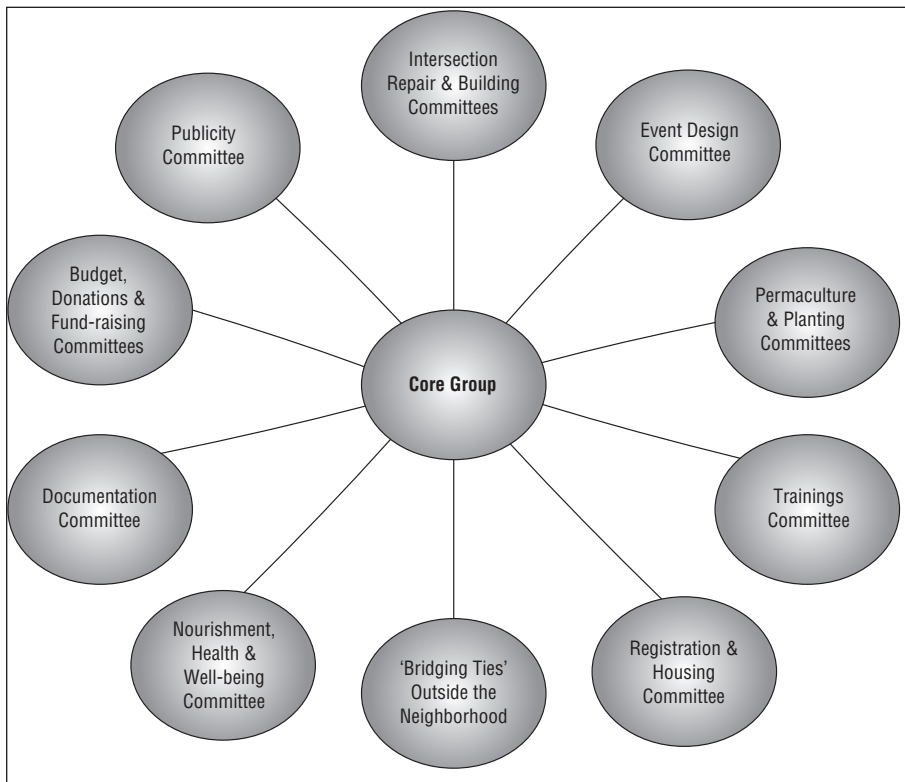 Intersection
Repair & Building
Committees
Publicity
Committee
Event Design
Committee
Budget,
Donations &
Fund-raising
Committees
Permaculture
& Planting
Committees
Core Group
Documentation
Committee
Trainings
Committee
Nourishment,
Health &
Well-being
Committee
‘Bridging Ties’
Outside the
Neighborhood
Registration &
Housing
Committee